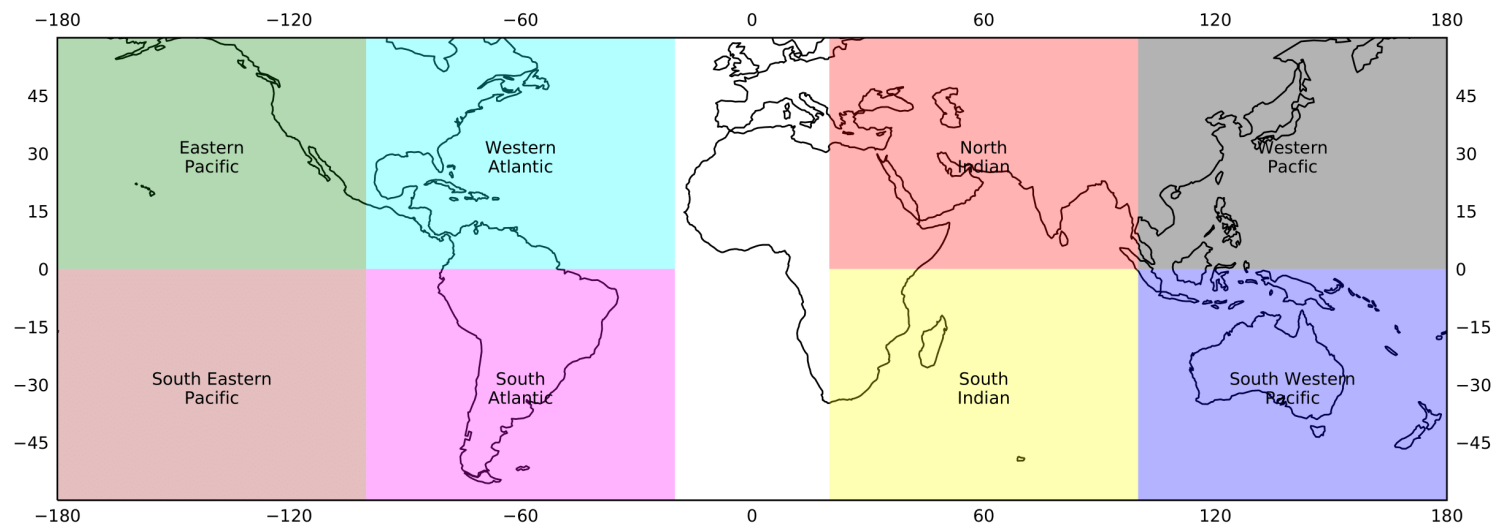 −180 −120 −60 0 60 120 180
45 45
30 Eastern Western North Western 30
Pacific Atlantic Indian Pacfic
15 15
0 0
−15 −15
−30 South Eastern South South South Western −30
Pacific Atlantic Indian Pacific
−45 −45
−180 −120 −60 0 60 120 180